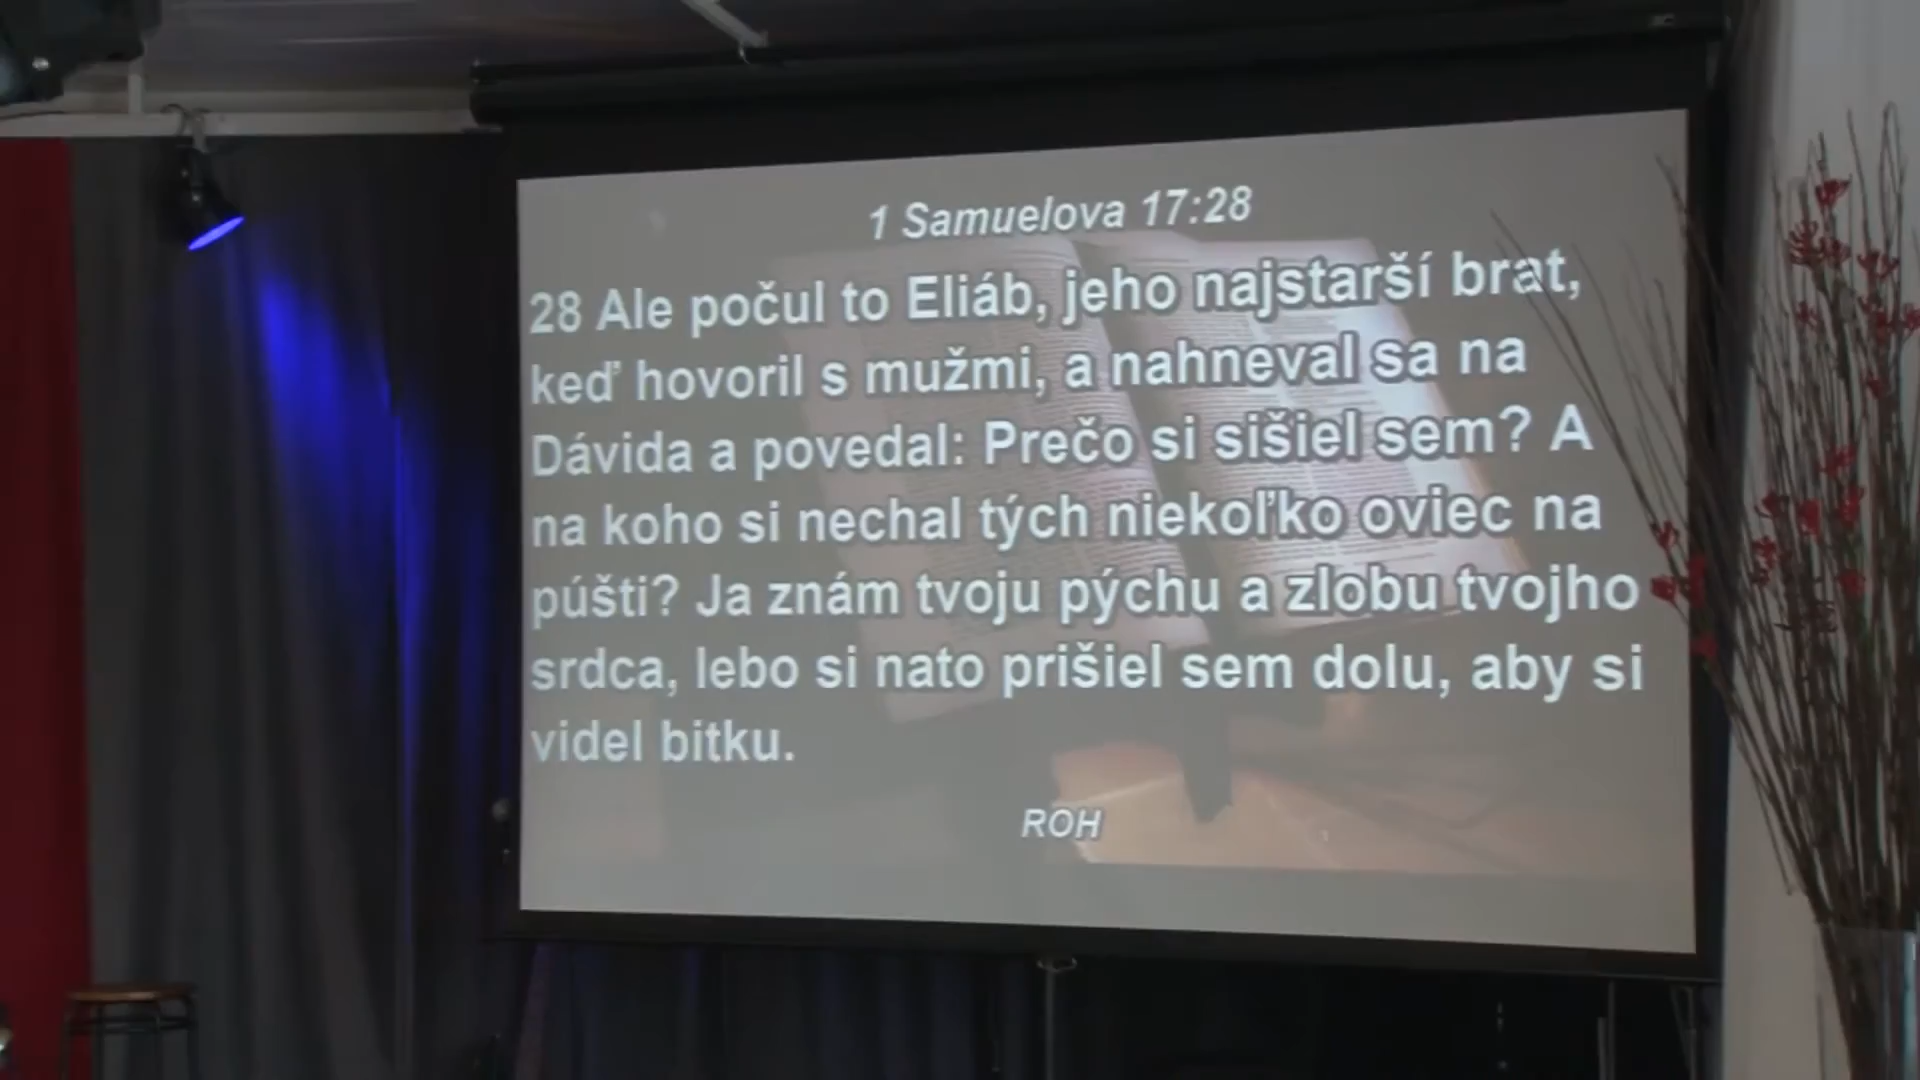 1 Samuelova 17:28
28 Ale počul to Eliáb, jeho najstarší brat,
keď hovoril s mužmi, a nahneval sa na
Dávida a povedal: Prečo si sišiel sem? A
na koho si nechal tých niekoľko oviec na
púšti? Ja znám tvoju pýchu a zlobu tvojho
srdca, lebo si nato prišiel sem dolu, aby si
videl bitku.
ROH